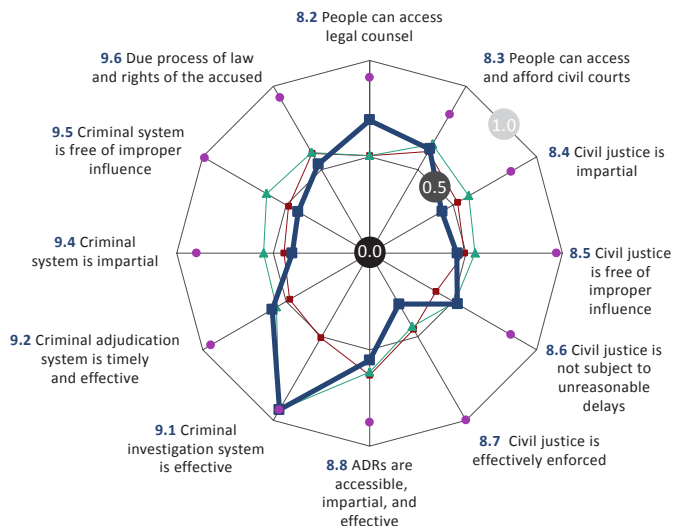 8.2 People can access
legal counsel
8.3 People can access
and afford civil courts
1.0
8.4 Civil justice is
impartial
0.5
8.5 Civil justice
is free of
improper
influence
0.0
8.6 Civil justice is
not subject to
unreasonable
delays
8.7 Civil justice is
effectively enforced
8.8 ADRs are
accessible,
impartial, and
effective
9.1 Criminal
investigation system
is effective
9.2 Criminal adjudication
system is timely
and effective
9.4 Criminal
system is impartial
9.5 Criminal system
is free of improper
influence
9.6 Due process of law
and rights of the accused